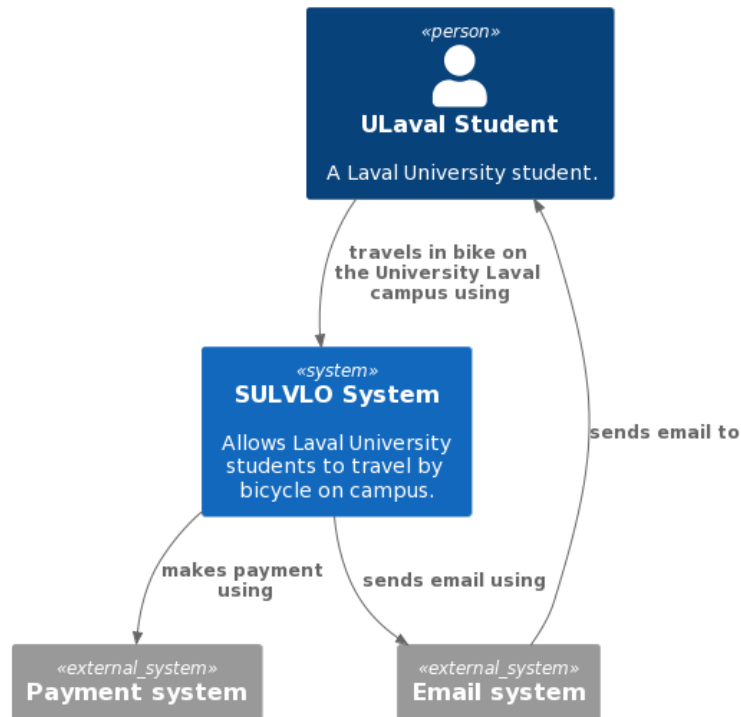 «person»
ULaval Student
A Laval University student.
travels in bike on
the University Laval
campus using
«system»
SULVLO System
Allows Laval University
students to travel by
bicycle on campus.
sends email to
makes payment
using
sends email using
«external_system»
Payment system
«external_system»
Email system